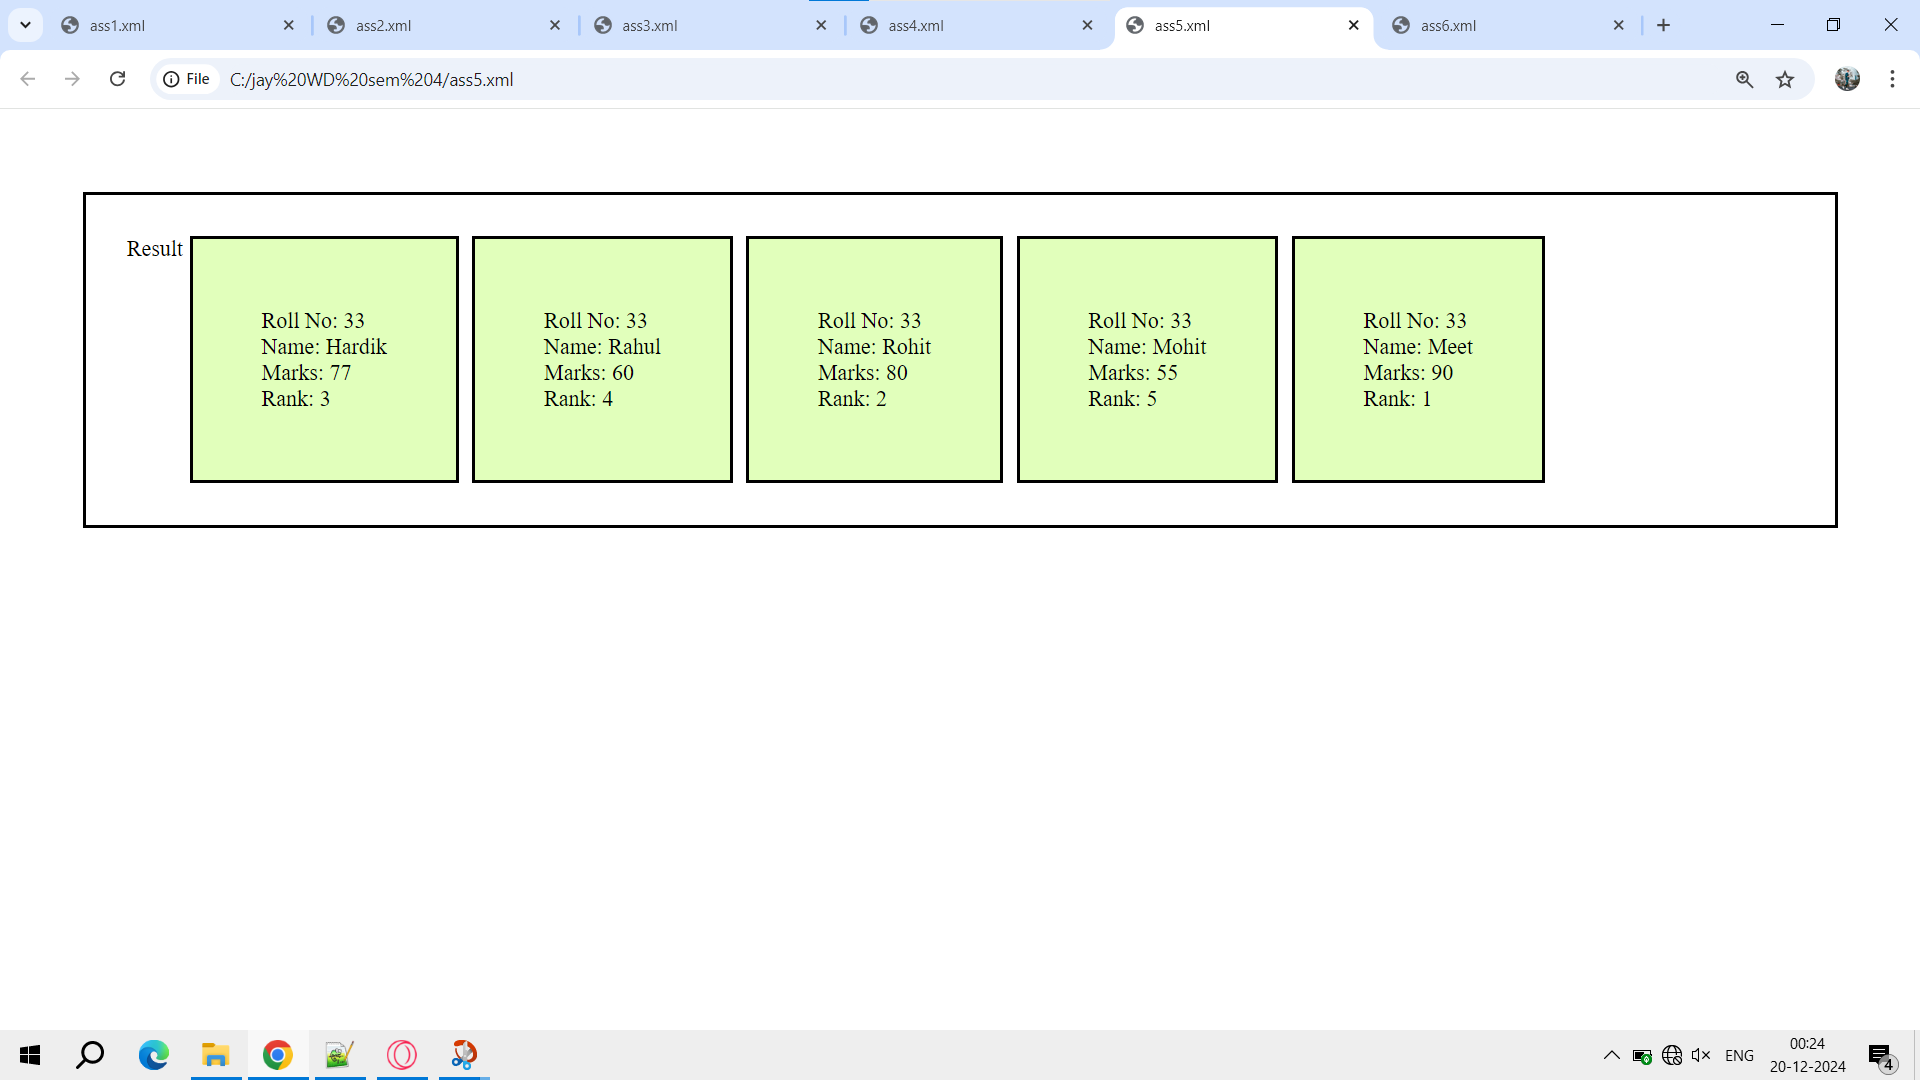 ass1.xml
ass2.xml
ass3.xml
ass4.xml
ass5.xml
ass6.xml
File
C:/jay%20WD%20sem%204/ass5.xml
Result
Roll No: 33
Name: Hardik
Marks: 77
Rank: 3
Roll No: 33
Name: Rahul
Marks: 60
Rank: 4
Roll No: 33
Name: Rohit
Marks: 80
Rank: 2
Roll No: 33
Name: Mohit
Marks: 55
Rank: 5
Roll No: 33
Name: Meet
Marks: 90
Rank: 1
ENG
00:24
20-12-2024
4